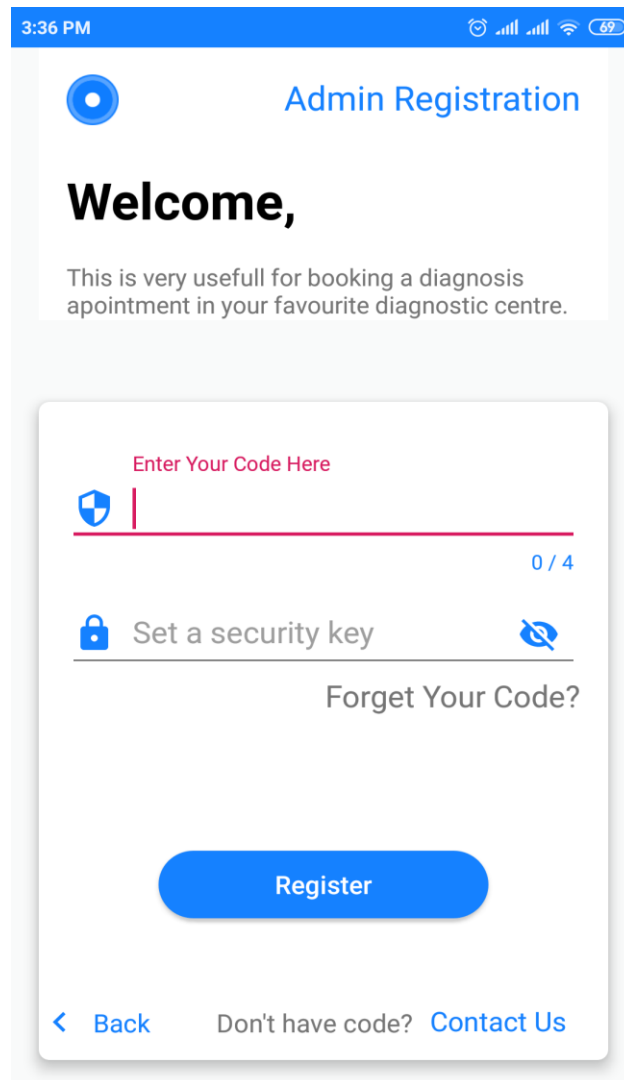 3:36 PM 69
Admin Registration
Welcome,
This is very usefull for booking a diagnosis
apointment in your favourite diagnostic centre.
Enter Your Code Here
0 / 4
Set a security key
Forget Your Code?
Register
Back Don't have code? Contact Us